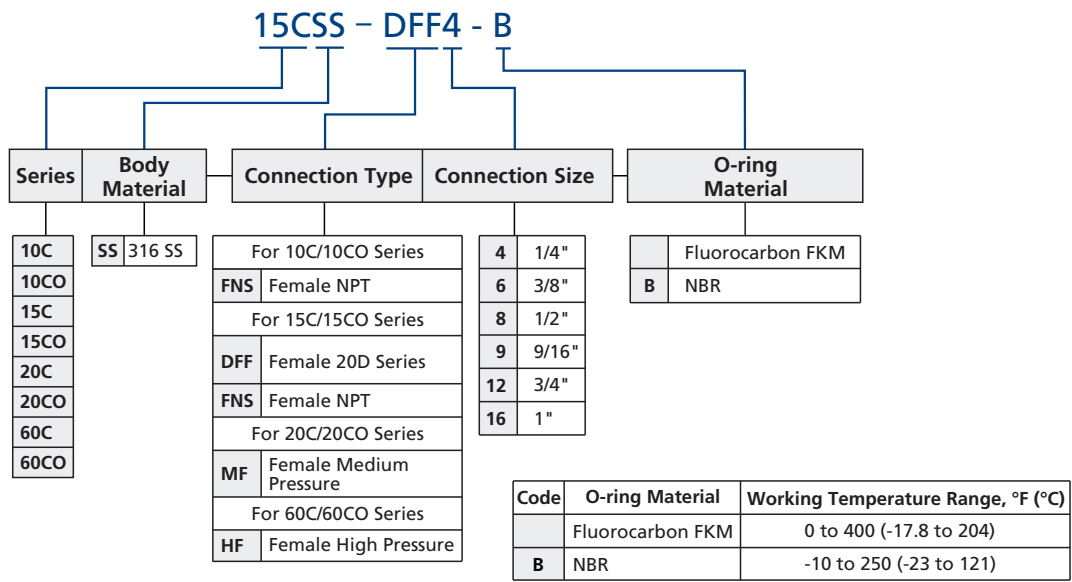 15CSS – DFF4 - B
Series
Body
Material
Connection Type
Connection Size
O-ring
Material
10C
10CO
15C
15CO
20C
20CO
60C
60CO
SS 316 SS
For 10C/10CO Series
FNS Female NPT
For 15C/15CO Series
DFF Female 20D Series
FNS Female NPT
For 20C/20CO Series
MF Female Medium
Pressure
For 60C/60CO Series
HF Female High Pressure
4 1/4"
6 3/8"
8 1/2"
9 9/16"
12 3/4"
16 1"
Fluorocarbon FKM
B NBR
Code O-ring Material Working Temperature Range, °F (°C)
Fluorocarbon FKM 0 to 400 (-17.8 to 204)
B NBR -10 to 250 (-23 to 121)